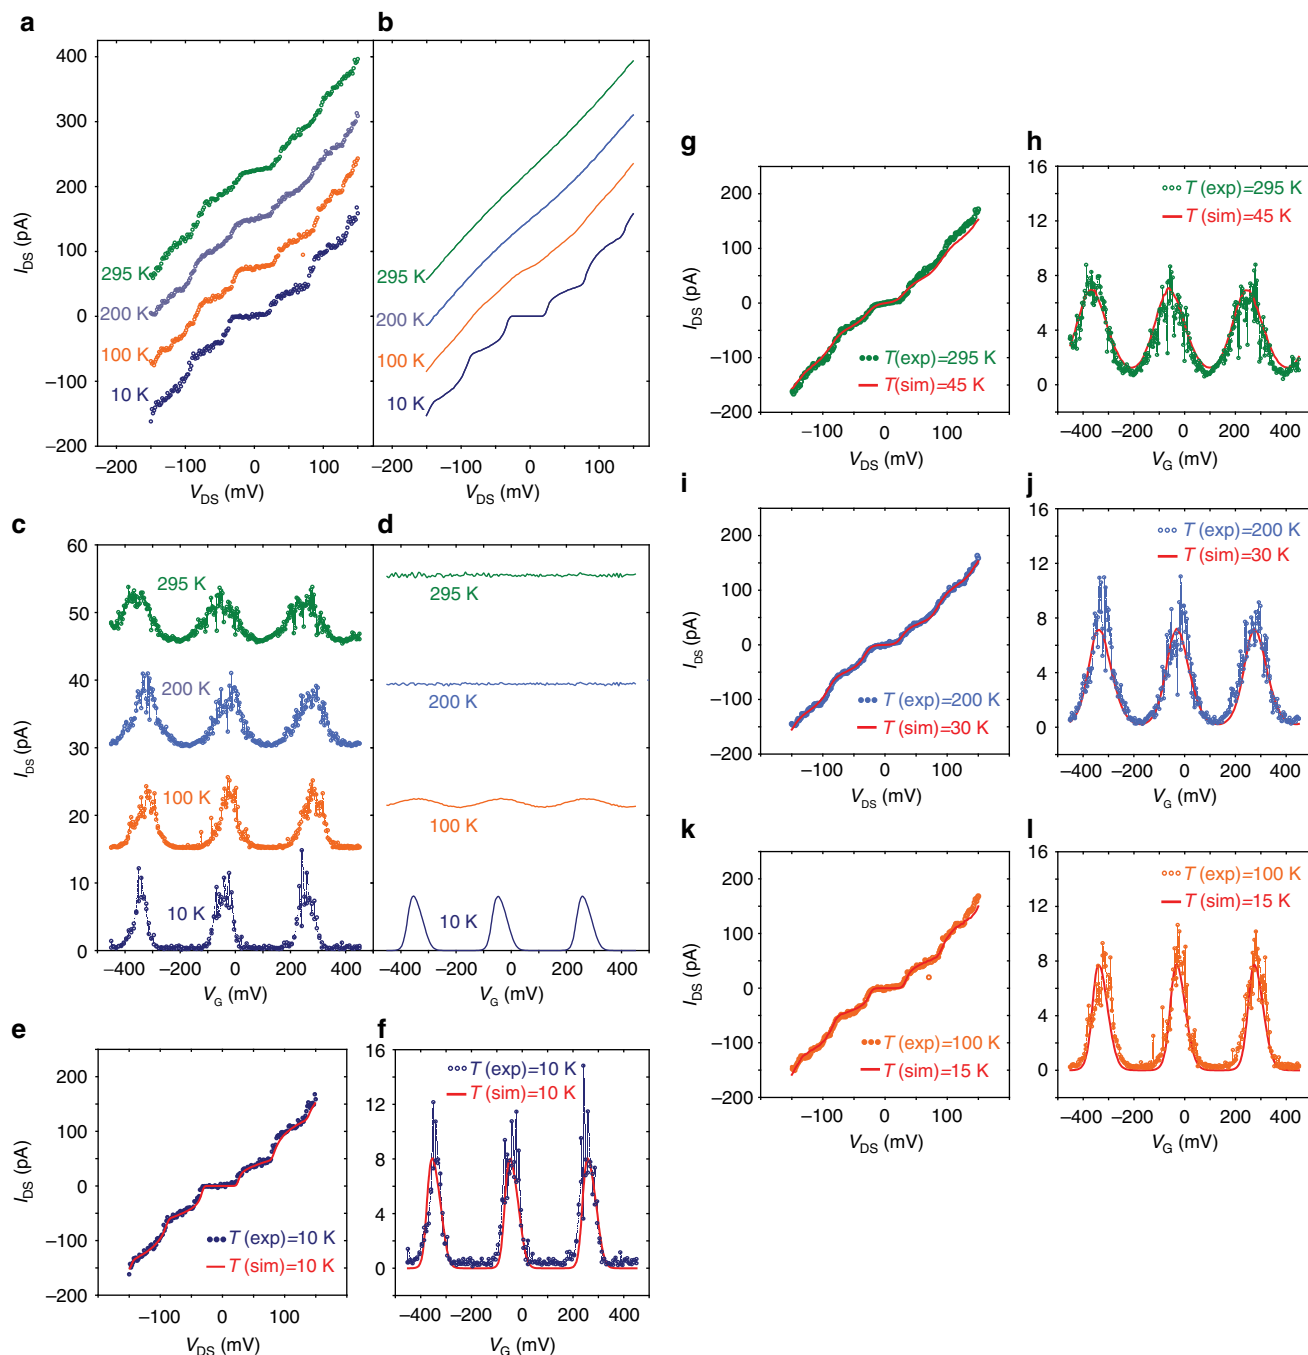 a
b
400
300
200
100
0
−100
−200
I_DS (pA)
295 K
200 K
100 K
10 K
295 K
200 K
100 K
10 K
−200 −100 0 100
−200 −100 0 100
V_DS (mV)
V_DS (mV)
c
d
60
50
40
30
20
10
0
I_DS (pA)
295 K
200 K
100 K
10 K
295 K
200 K
100 K
10 K
−400 −200 0 200 400
−400 −200 0 200 400
V_G (mV)
V_G (mV)
e
200
100
0
−100
−200
I_DS (pA)
T (exp)=10 K
T (sim)=10 K
−100 0 100
V_DS (mV)
f
16
12
8
4
0
T (exp)=10 K
T (sim)=10 K
−400 −200 0 200 400
V_G (mV)
g
200
100
0
−100
−200
I_DS (pA)
T(exp)=295 K
T(sim)=45 K
−100 0 100
V_DS (mV)
h
16
12
8
4
0
T (exp)=295 K
T (sim)=45 K
−400 −200 0 200 400
V_G (mV)
i
200
100
0
−100
−200
I_DS (pA)
T (exp)=200 K
T (sim)=30 K
−100 0 100
V_DS (mV)
j
16
12
8
4
0
T (exp)=200 K
T (sim)=30 K
−400 −200 0 200 400
V_G (mV)
k
200
100
0
−100
−200
I_DS (pA)
T (exp)=100 K
T (sim)=15 K
−100 0 100
V_DS (mV)
l
16
12
8
4
0
T (exp)=100 K
T (sim)=15 K
−400 −200 0 200 400
V_G (mV)